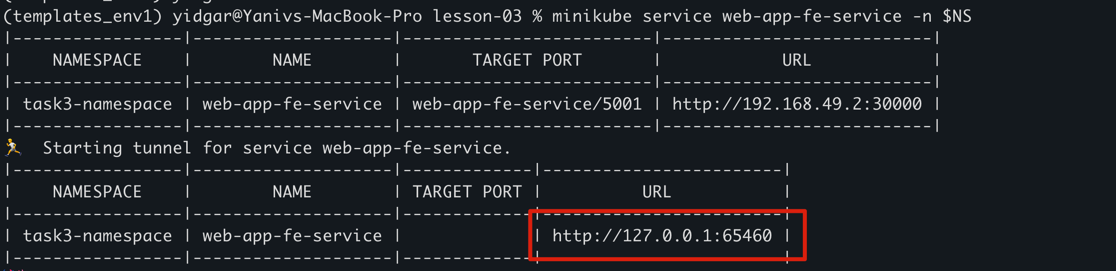 (templates_env1) yidgar@Yanivs-MacBook-Pro lesson-03 % minikube service web-app-fe-service -n $NS
|----------------|--------------------|-------------------------|---------------------------|
|   NAMESPACE    |        NAME        |       TARGET PORT       |            URL            |
|----------------|--------------------|-------------------------|---------------------------|
| task3-namespace | web-app-fe-service | web-app-fe-service/5001 | http://192.168.49.2:30000 |
|----------------|--------------------|-------------------------|---------------------------|
🏃  Starting tunnel for service web-app-fe-service.
|----------------|--------------------|-------------|------------------------|
|   NAMESPACE    |        NAME        | TARGET PORT |          URL           |
|----------------|--------------------|-------------|------------------------|
| task3-namespace | web-app-fe-service |             | http://127.0.0.1:65460 |
|----------------|--------------------|-------------|------------------------|